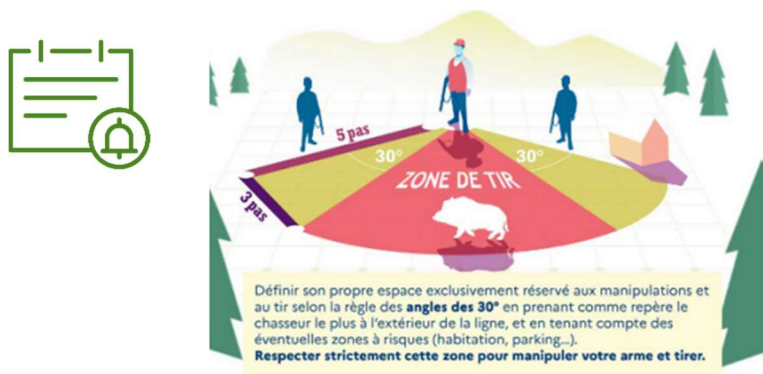 5 pas
30°
30°
ZONE DE TIR
3 pas
Définir son propre espace exclusivement réservé aux manipulations et
au tir selon la règle des angles des 30° en prenant comme repère le
chasseur le plus à l'extérieur de la ligne, et en tenant compte des
éventuelles zones à risques (habitation, parking...).
Respecter strictement cette zone pour manipuler votre arme et tirer.